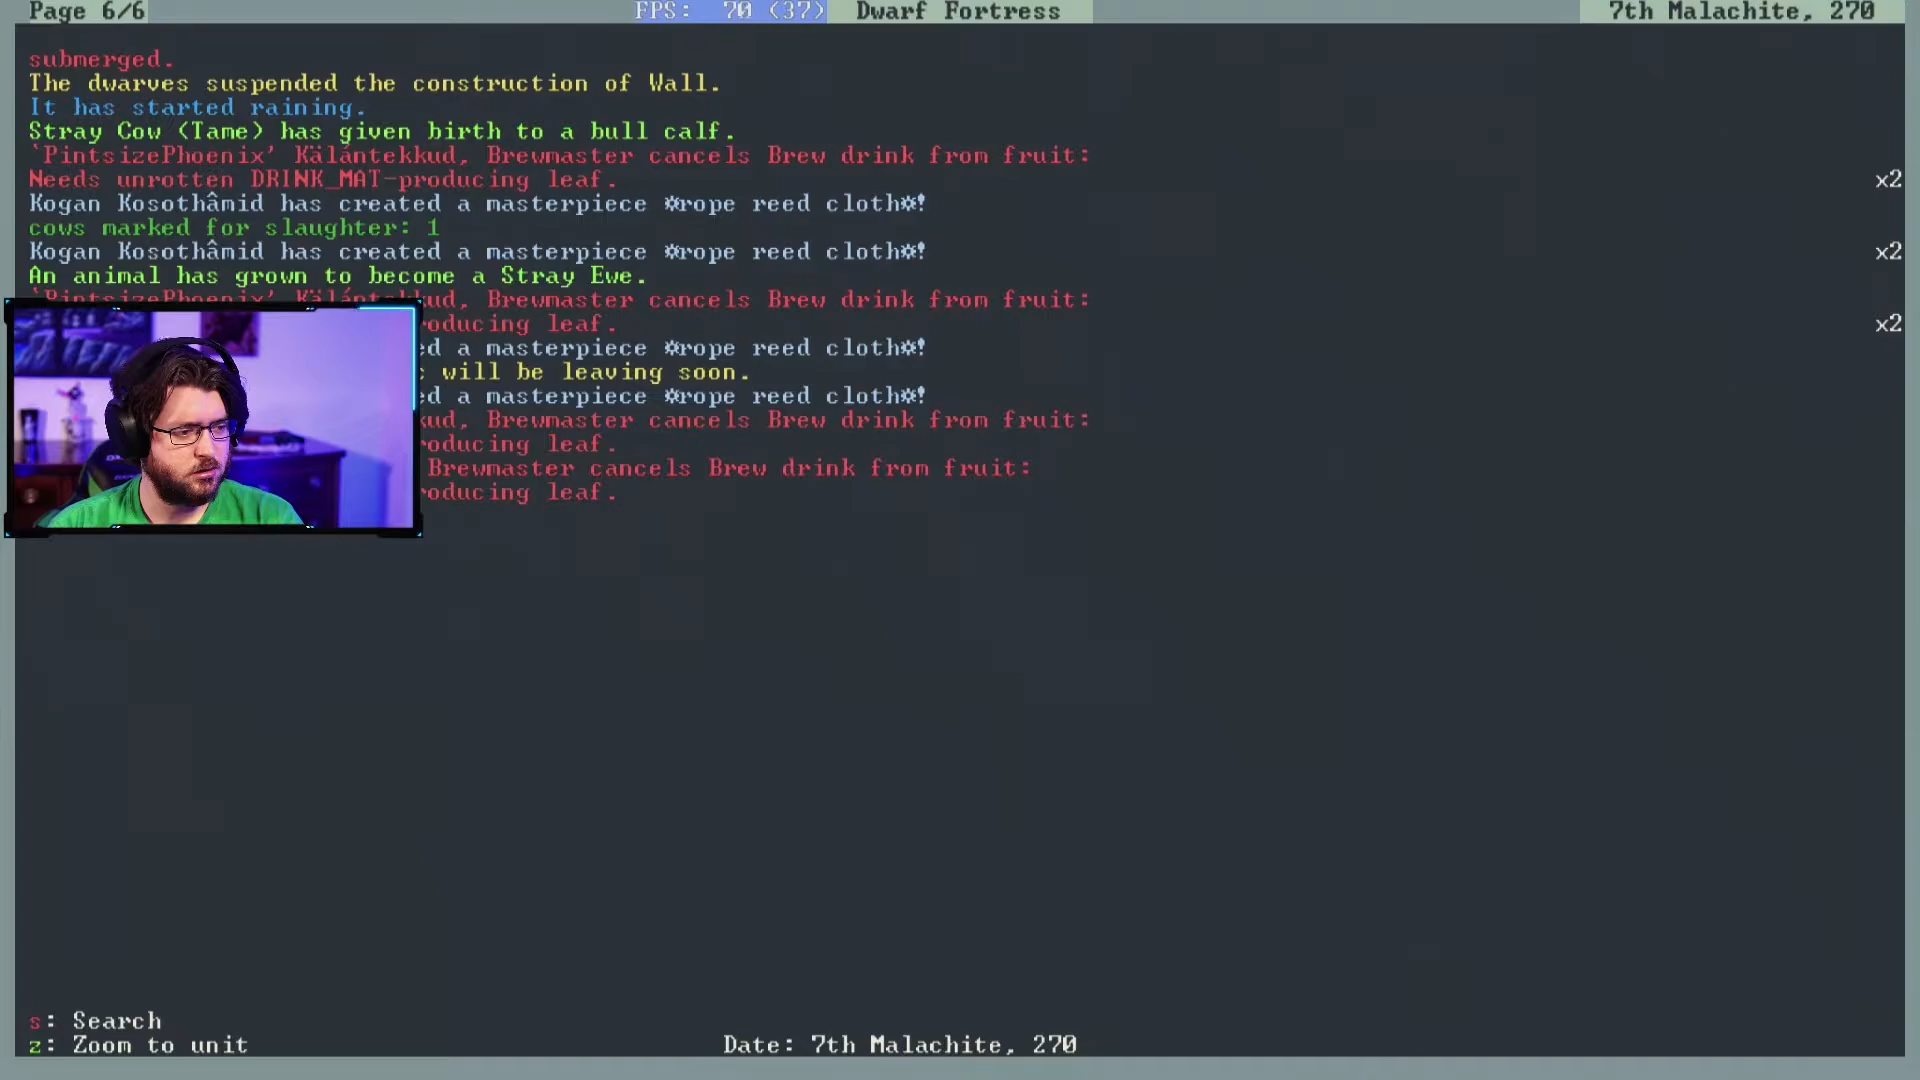 Page 6/6 FPS: 70 (37) Dwarf Fortress 7th Malachite, 270
submerged.
The dwarves suspended the construction of Wall.
It has started raining.
Stray Cow (Tame) has given birth to a bull calf.
`PintsizePhoenix' Kälántekkud, Brewmaster cancels Brew drink from fruit:
Needs unrotten DRINK_MAT-producing leaf. x2
Kogan Kosothâmid has created a masterpiece ☼rope reed cloth☼!
cows marked for slaughter: 1
Kogan Kosothâmid has created a masterpiece ☼rope reed cloth☼! x2
An animal has grown to become a Stray Ewe.
`PintsizePhoenix' Kälántekkud, Brewmaster cancels Brew drink from fruit:
roducing leaf. x2
ed a masterpiece ☼rope reed cloth☼!
will be leaving soon.
ed a masterpiece ☼rope reed cloth☼!
kud, Brewmaster cancels Brew drink from fruit:
roducing leaf.
Brewmaster cancels Brew drink from fruit:
roducing leaf.
s: Search
z: Zoom to unit Date: 7th Malachite, 270